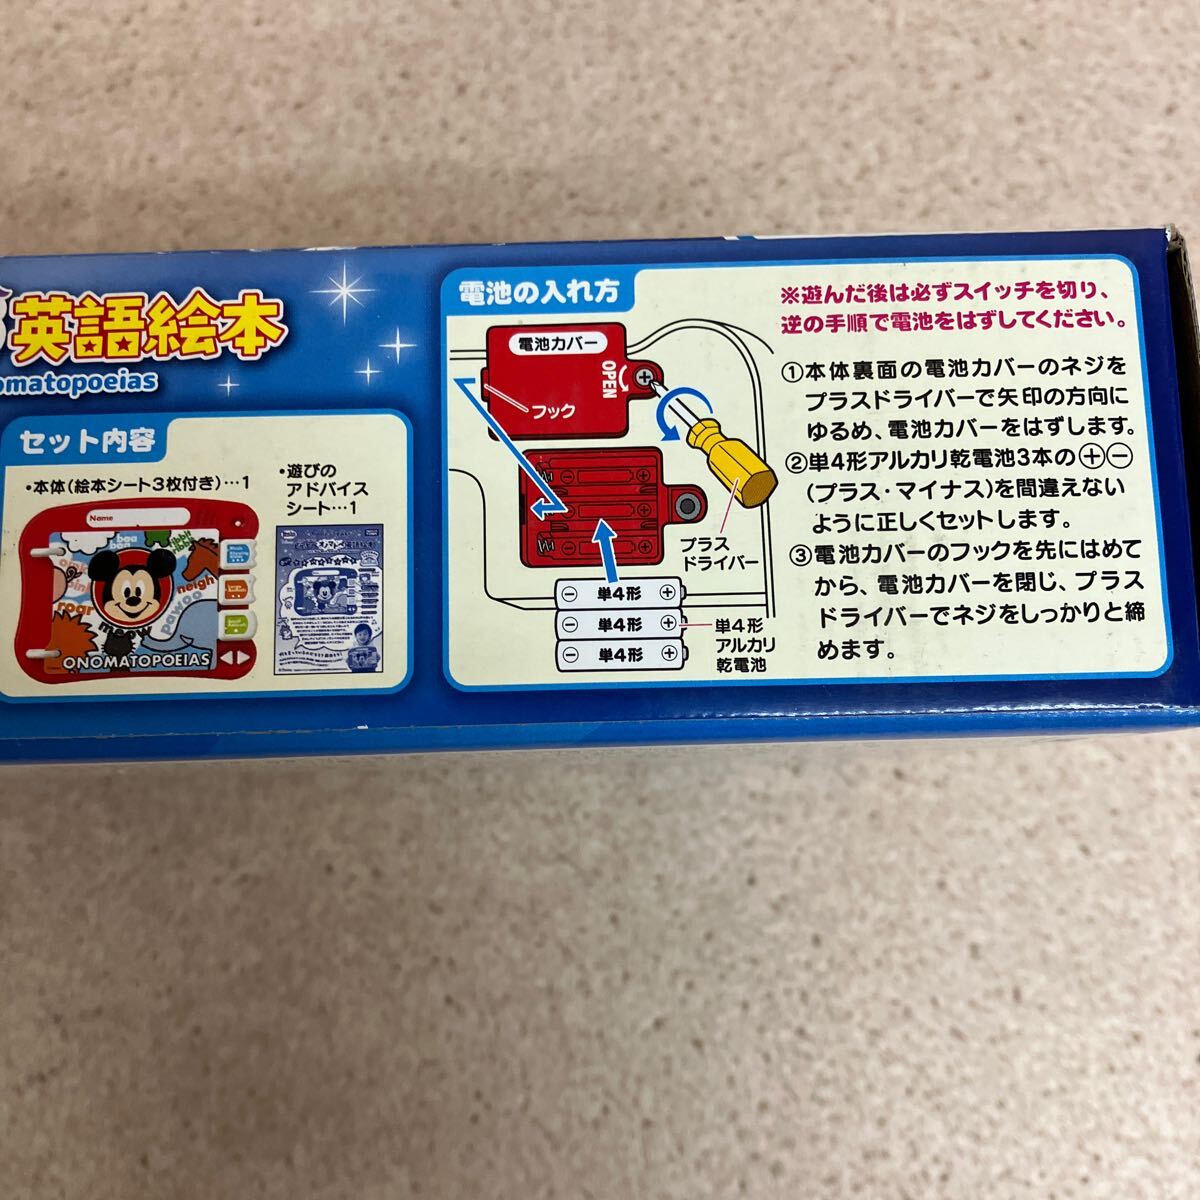 英語絵本
omatopoeias
セット内容
・本体（絵本シート3枚付き）…1
・遊びの
アドバイス
シート…1
Name
baa
baa
oink
ribbit
neigh
roar
meow
pawoo
ONOMATOPOEIAS
電池の入れ方
電池カバー
OPEN
フック
プラス
ドライバー
単4形
単4形
単4形
単4形
アルカリ
乾電池
※遊んだ後は必ずスイッチを切り、
逆の手順で電池をはずしてください。
①本体裏面の電池カバーのネジを
プラスドライバーで矢印の方向に
ゆるめ、電池カバーをはずします。
②単4形アルカリ乾電池3本の⊕⊖
(プラス・マイナス)を間違えない
ように正しくセットします。
③電池カバーのフックを先にはめて
から、電池カバーを閉じ、プラス
ドライバーでネジをしっかりと締
めます。